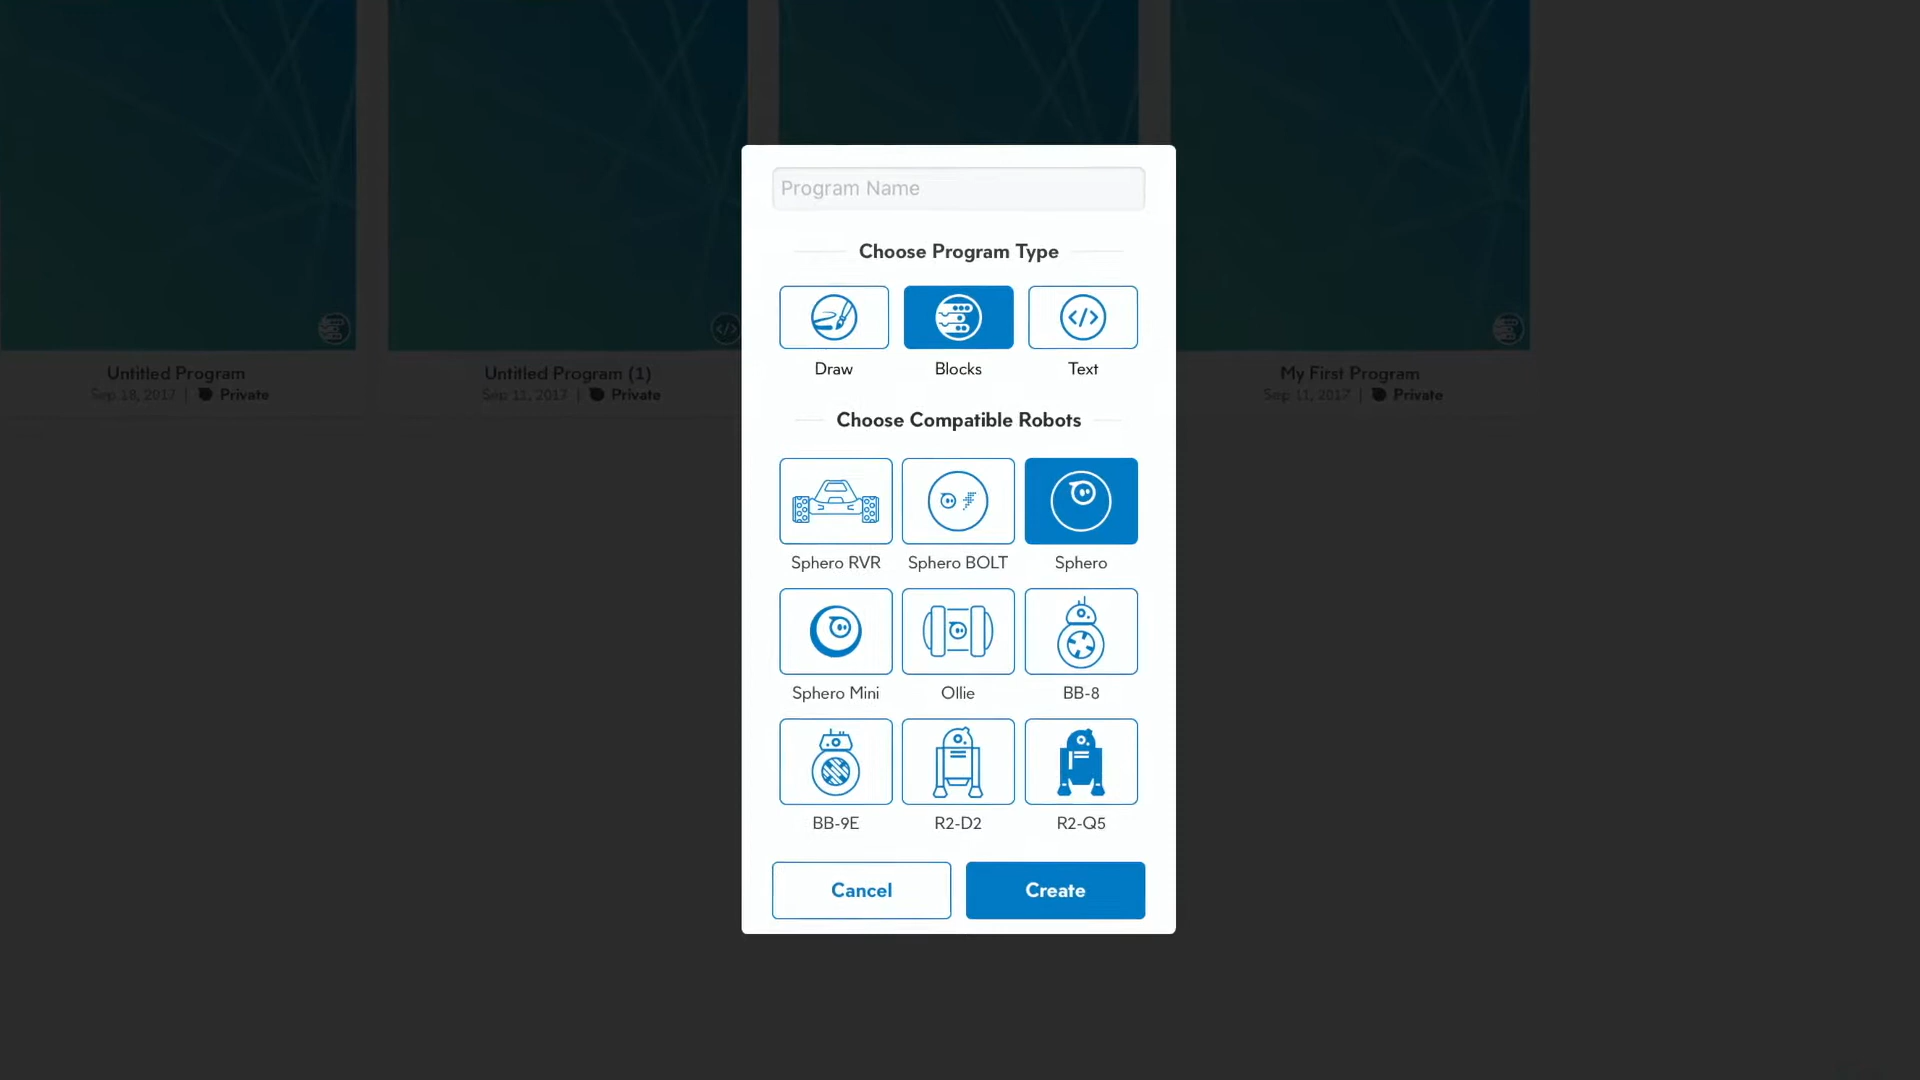 Program Name
Choose Program Type
Draw Blocks Text
Choose Compatible Robots
Sphero RVR Sphero BOLT Sphero
Sphero Mini Ollie BB-8
BB-9E R2-D2 R2-Q5
Cancel Create
Untitled Program
Sep 18, 2017 | Private
Untitled Program (1)
Sep 11, 2017 | Private
My First Program
Sep 11, 2017 | Private